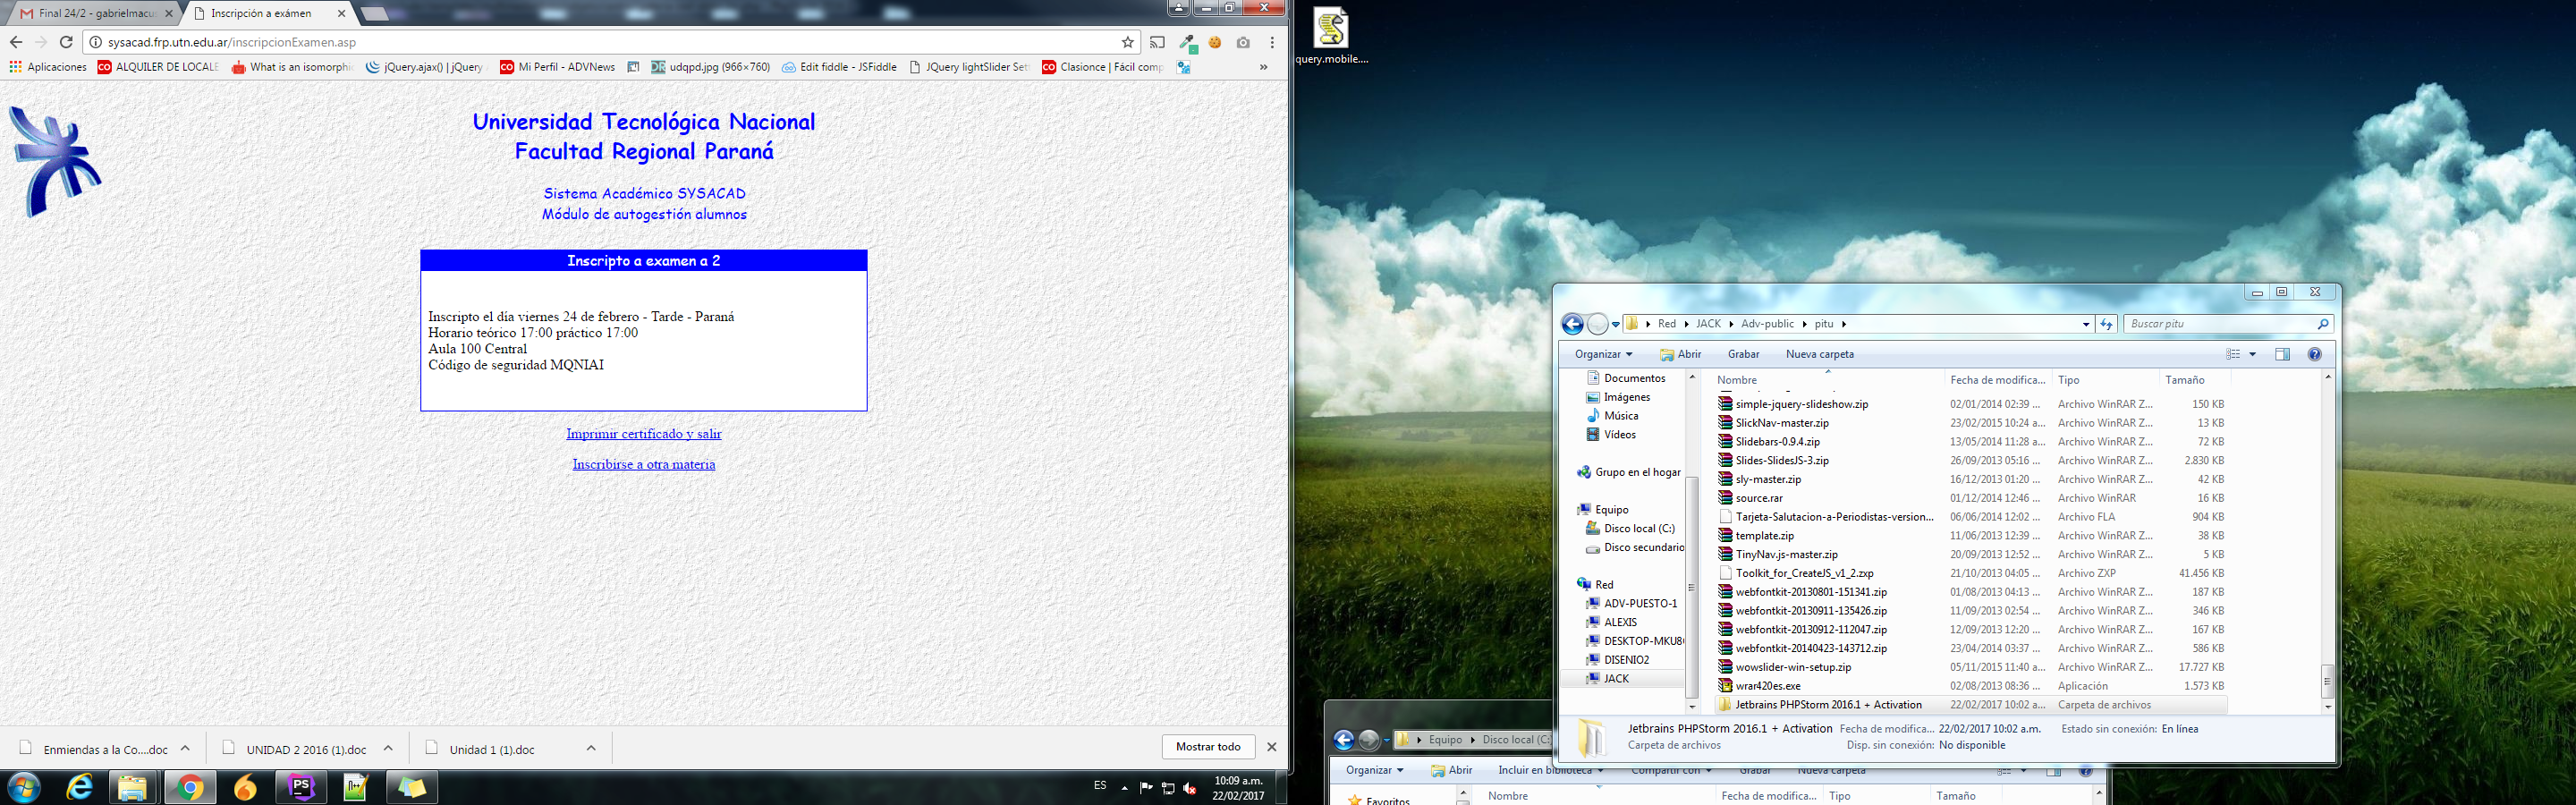 Final 24/2 - gabrielmacus
Inscripción a exámen
sysacad.frp.utn.edu.ar/inscripcionExamen.asp
Aplicaciones
ALQUILER DE LOCALE
What is an isomorphic
jQuery.ajax() | jQuery
Mi Perfil - ADVNews
udqpd.jpg (966×760)
Edit fiddle - JSFiddle
JQuery lightSlider Set
Clasionce | Fácil comp
»
Universidad Tecnológica Nacional
Facultad Regional Paraná
Sistema Académico SYSACAD
Módulo de autogestión alumnos
Inscripto a examen a 2
Inscripto el día viernes 24 de febrero - Tarde - Paraná
Horario teórico 17:00 práctico 17:00
Aula 100 Central
Código de seguridad MQNIAI
Imprimir certificado y salir
Inscribirse a otra materia
Enmiendas a la Co....doc
UNIDAD 2 2016 (1).doc
Unidad 1 (1).doc
Mostrar todo
ES
10:09 a.m.
22/02/2017
query.mobile....
Red JACK Adv-public pitu
Buscar pitu
Organizar Abrir Grabar Nueva carpeta
Documentos
Imágenes
Música
Vídeos
Grupo en el hogar
Equipo
Disco local (C:)
Disco secundario
Red
ADV-PUESTO-1
ALEXIS
DESKTOP-MKU8
DISENIO2
JACK
Nombre Fecha de modifica... Tipo Tamaño
simple-jquery-slideshow.zip 02/01/2014 02:39 ... Archivo WinRAR Z... 150 KB
SlickNav-master.zip 23/02/2015 10:24 a... Archivo WinRAR Z... 13 KB
Slidebars-0.9.4.zip 13/05/2014 11:28 a... Archivo WinRAR Z... 72 KB
Slides-SlidesJS-3.zip 26/09/2013 05:16 ... Archivo WinRAR Z... 2.830 KB
sly-master.zip 16/12/2013 01:20 ... Archivo WinRAR Z... 42 KB
source.rar 01/12/2014 12:46 ... Archivo WinRAR 16 KB
Tarjeta-Salutacion-a-Periodistas-version... 06/06/2014 12:02 ... Archivo FLA 904 KB
template.zip 11/06/2013 12:39 ... Archivo WinRAR Z... 38 KB
TinyNav.js-master.zip 20/09/2013 12:52 ... Archivo WinRAR Z... 5 KB
Toolkit_for_CreateJS_v1_2.zxp 21/10/2013 04:05 ... Archivo ZXP 41.456 KB
webfontkit-20130801-151341.zip 01/08/2013 04:13 ... Archivo WinRAR Z... 187 KB
webfontkit-20130911-135426.zip 11/09/2013 02:54 ... Archivo WinRAR Z... 346 KB
webfontkit-20130912-112047.zip 12/09/2013 12:20 ... Archivo WinRAR Z... 167 KB
webfontkit-20140423-143712.zip 23/04/2014 03:37 ... Archivo WinRAR Z... 586 KB
wowslider-win-setup.zip 05/11/2015 11:40 a... Archivo WinRAR Z... 17.727 KB
wrar420es.exe 02/08/2013 08:36 ... Aplicación 1.573 KB
Jetbrains PHPStorm 2016.1 + Activation 22/02/2017 10:02 a... Carpeta de archivos
Jetbrains PHPStorm 2016.1 + Activation Fecha de modifica... 22/02/2017 10:02 a.m. Estado sin conexión: En línea
Carpeta de archivos Disp. sin conexión: No disponible
Equipo Disco local (C:)
Organizar Abrir Incluir en biblioteca Compartir con Grabar Nueva carpeta
Favoritos
Nombre Fecha de modifica... Tipo Tamaño